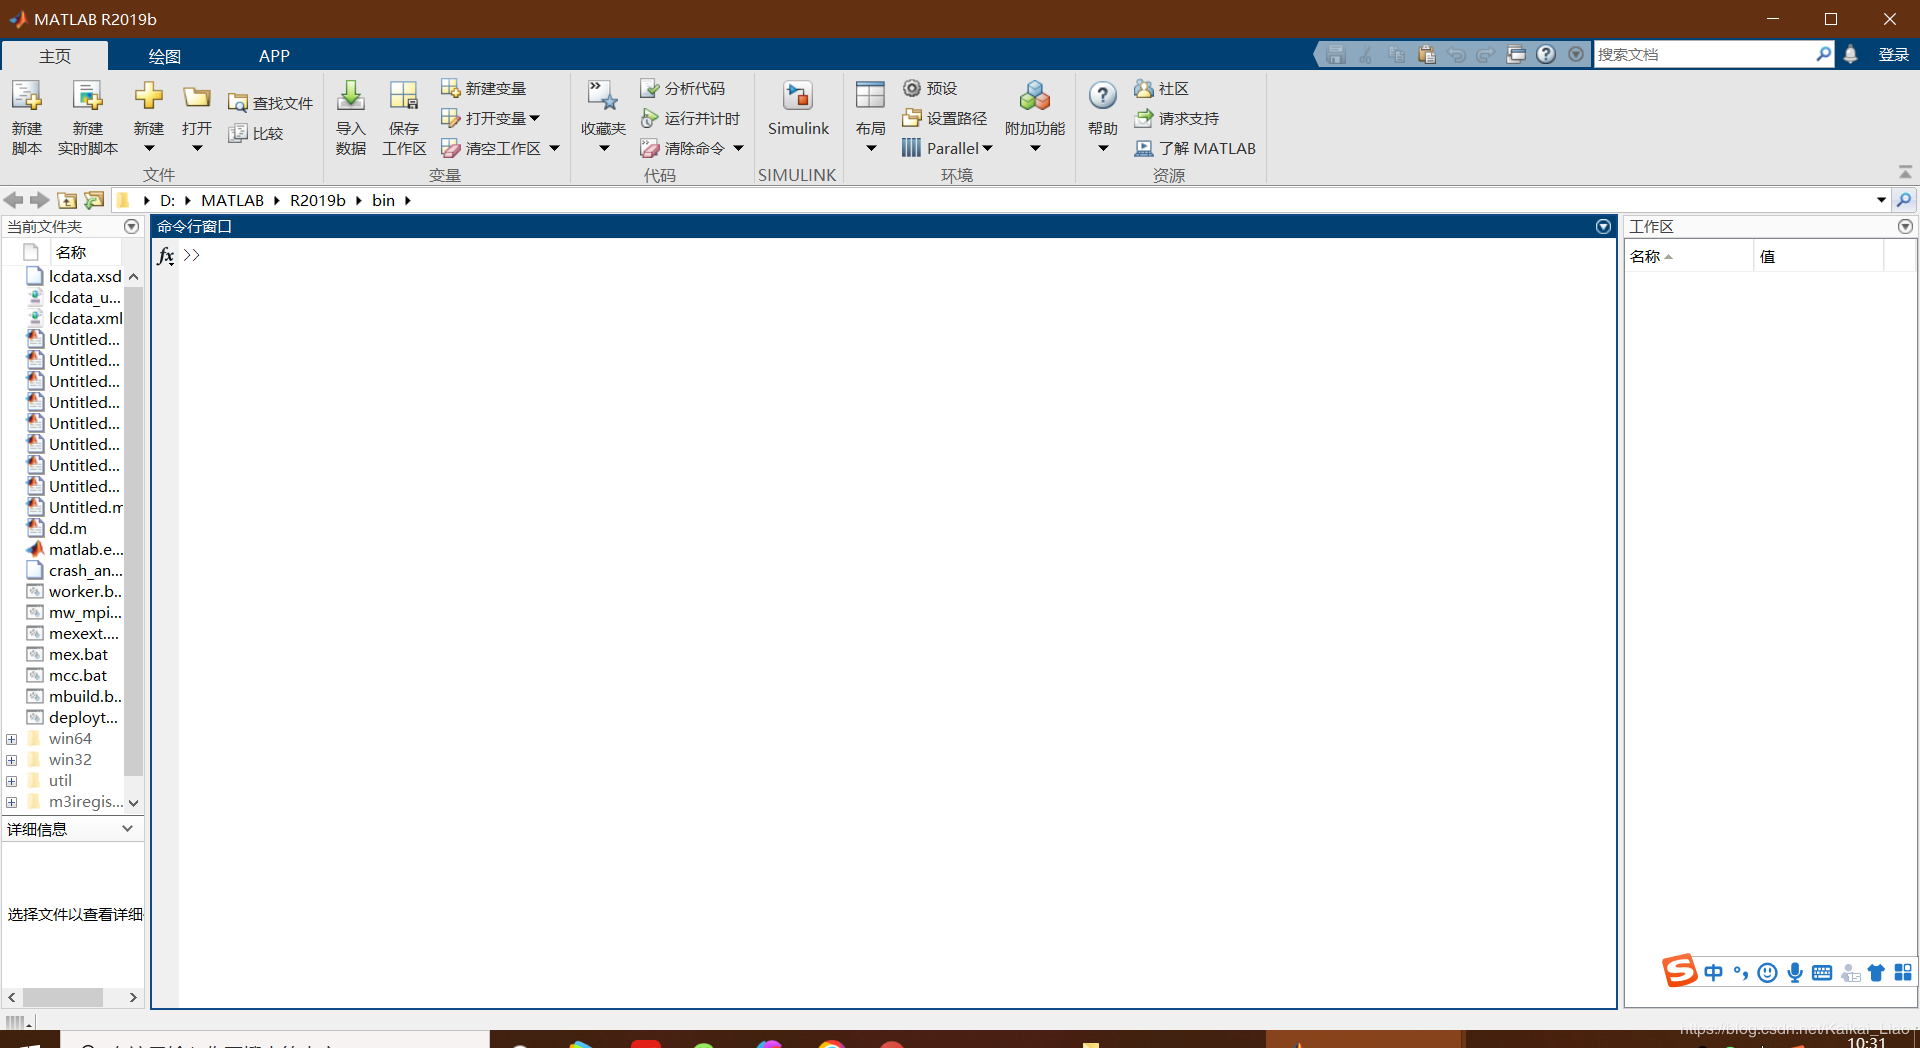 MATLAB R2019b
主页 绘图 APP
搜索文档
登录
新建 脚本
新建 实时脚本
新建
打开
查找文件
比较
导入 数据
保存 工作区
新建变量
打开变量
清空工作区
收藏夹
分析代码
运行并计时
清除命令
Simulink
布局
预设
设置路径
Parallel
附加功能
帮助
社区
请求支持
了解 MATLAB
文件 变量 代码 SIMULINK 环境 资源
D: MATLAB R2019b bin
当前文件夹
名称
lcdata.xsd
lcdata_u...
lcdata.xml
Untitled...
Untitled...
Untitled...
Untitled...
Untitled...
Untitled...
Untitled...
Untitled...
Untitled.m
dd.m
matlab.e...
crash_an...
worker.b..
mw_mpi...
mexext....
mex.bat
mcc.bat
mbuild.b..
deployt...
win64
win32
util
m3iregis...
详细信息
选择文件以查看详细
命令行窗口
fx >>
工作区
名称 值
中
https://blog.csdn.net/Kaikai_Liao
10:31